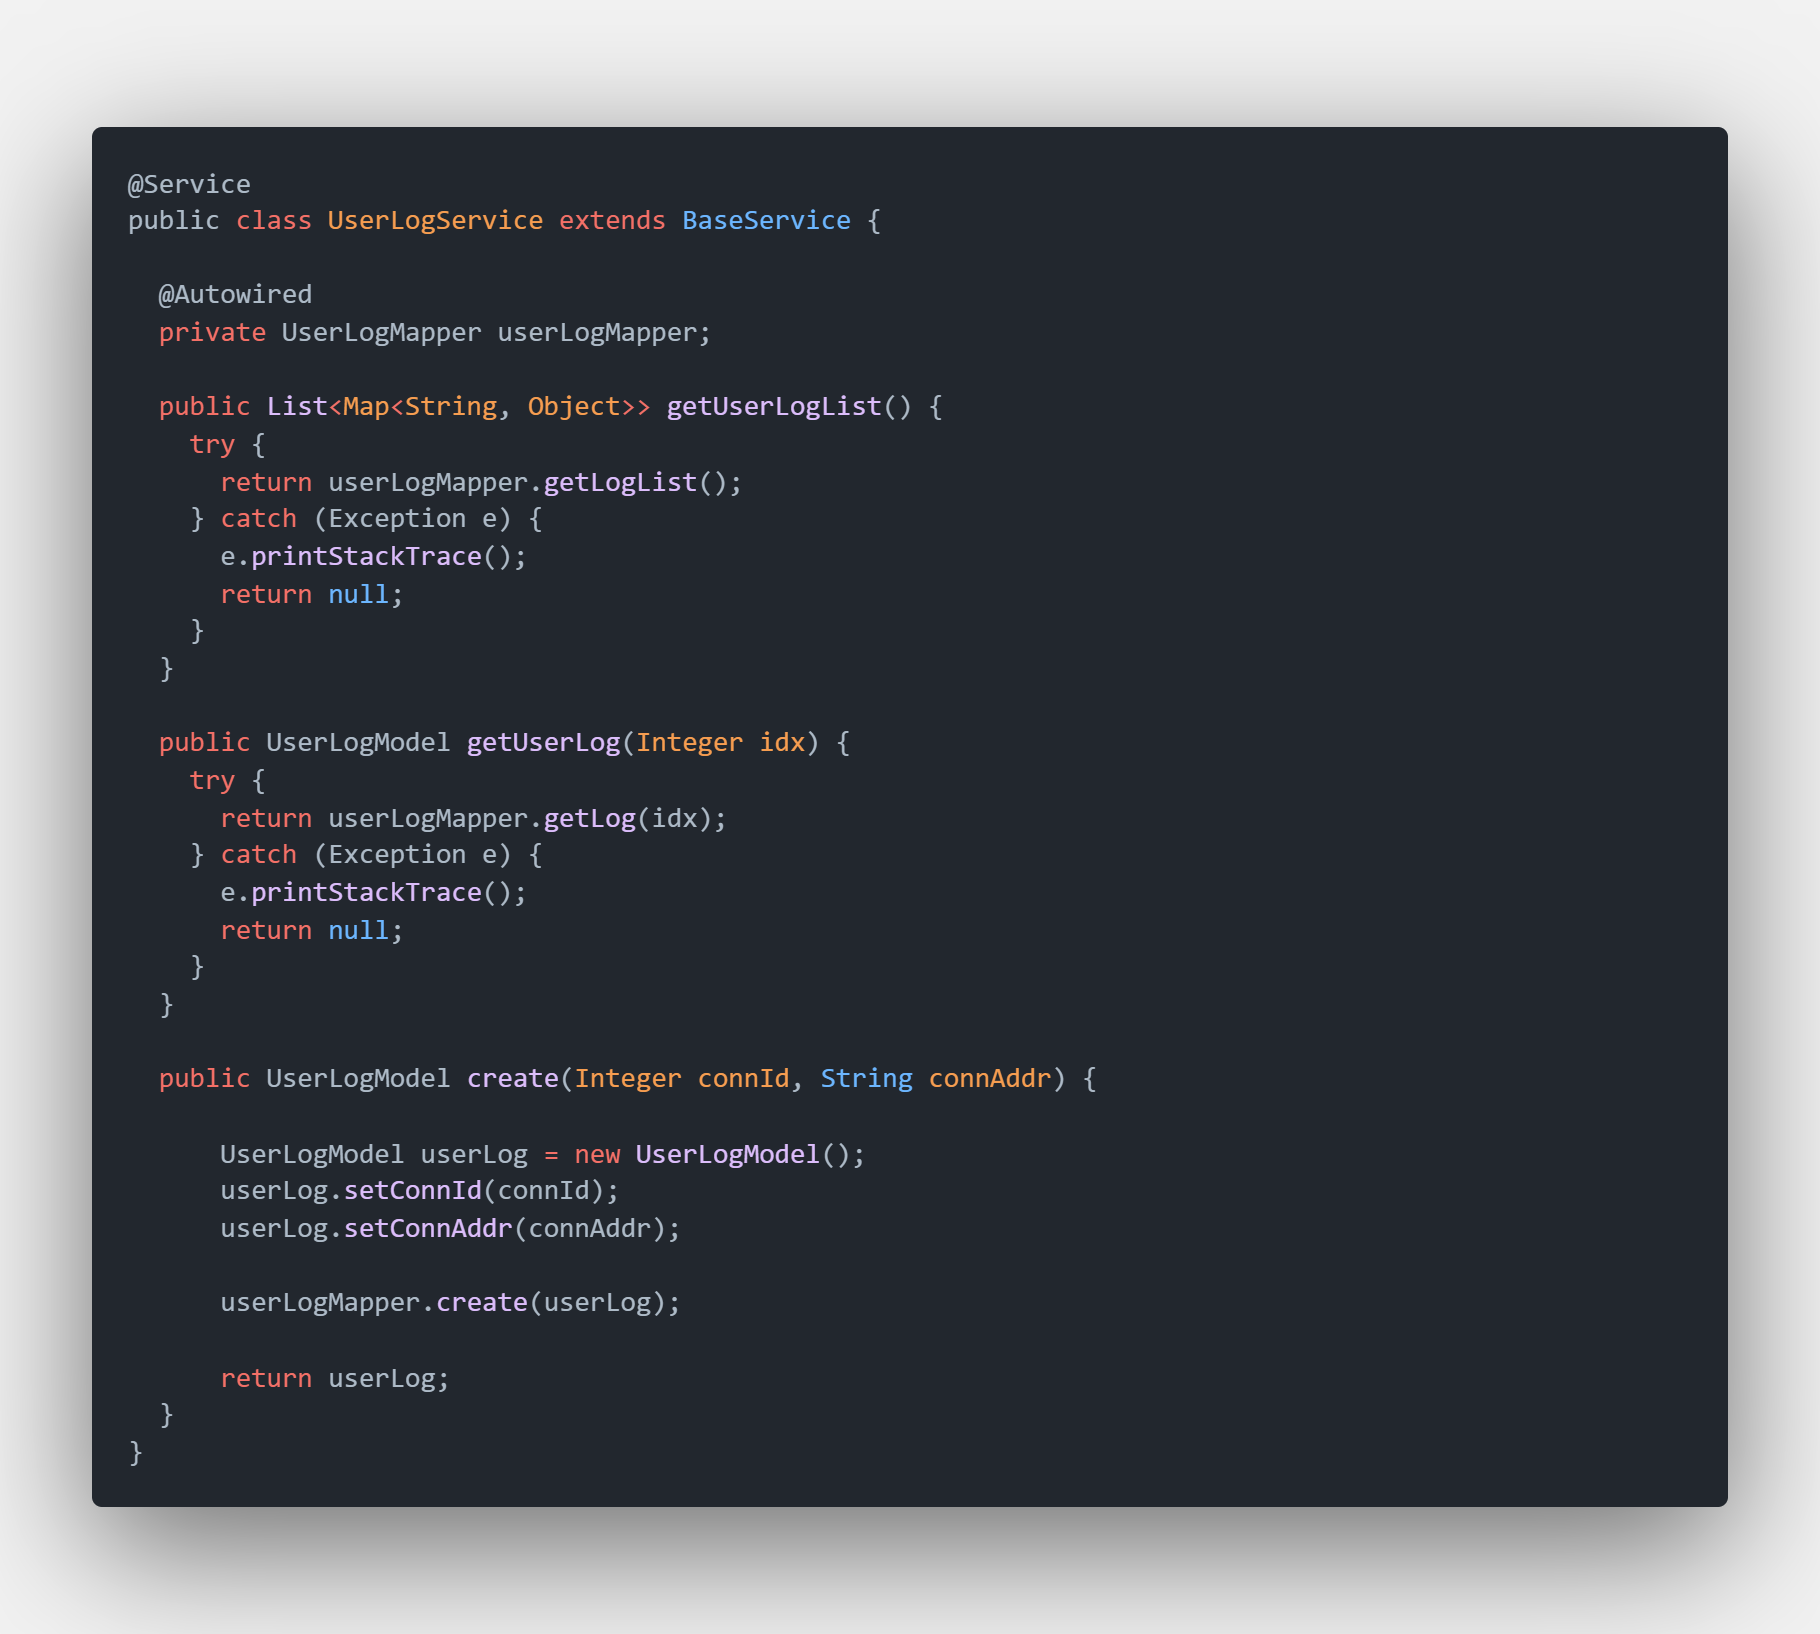 @Service
public class UserLogService extends BaseService {
@Autowired
private UserLogMapper userLogMapper;
public List<Map<String, Object>> getUserLogList() {
try {
return userLogMapper.getLogList();
} catch (Exception e) {
e.printStackTrace();
return null;
}
}
public UserLogModel getUserLog(Integer idx) {
try {
return userLogMapper.getLog(idx);
} catch (Exception e) {
e.printStackTrace();
return null;
}
}
public UserLogModel create(Integer connId, String connAddr) {
UserLogModel userLog = new UserLogModel();
userLog.setConnId(connId);
userLog.setConnAddr(connAddr);
userLogMapper.create(userLog);
return userLog;
}
}